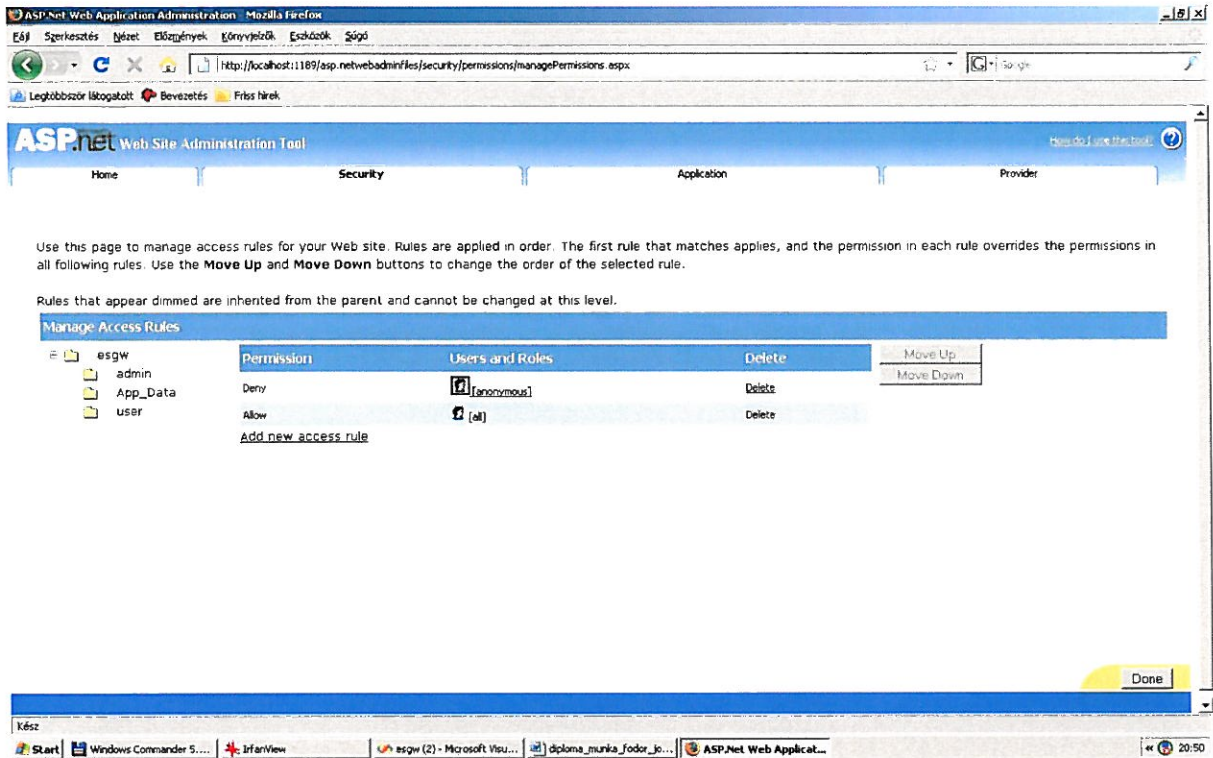 ASP.Net Web Application Administration - Mozilla Firefox
Fájl Szerkesztés Nézet Előzmények Könyvjelzők Eszközök Súgó
http://localhost:1189/asp.netwebadminfiles/security/permissions/managePermissions.aspx
Google
Legtöbbször látogatott Bevezetés Friss hírek
ASP.net Web Site Administration Tool
How do I use this tool? ?
Home Security Application Provider
Use this page to manage access rules for your Web site. Rules are applied in order. The first rule that matches applies, and the permission in each rule overrides the permissions in
all following rules. Use the Move Up and Move Down buttons to change the order of the selected rule.
Rules that appear dimmed are inherited from the parent and cannot be changed at this level.
Manage Access Rules
esgw
admin
App_Data
user
Permission Users and Roles Delete
Deny [anonymous] Delete
Allow [all] Delete
Add new access rule
Move Up
Move Down
Done
Kész
Start Windows Commander 5.... IrfanView esgw (2) - Microsoft Visu... diploma_munka_fodor_jo... ASP.Net Web Applicat... « 20:50